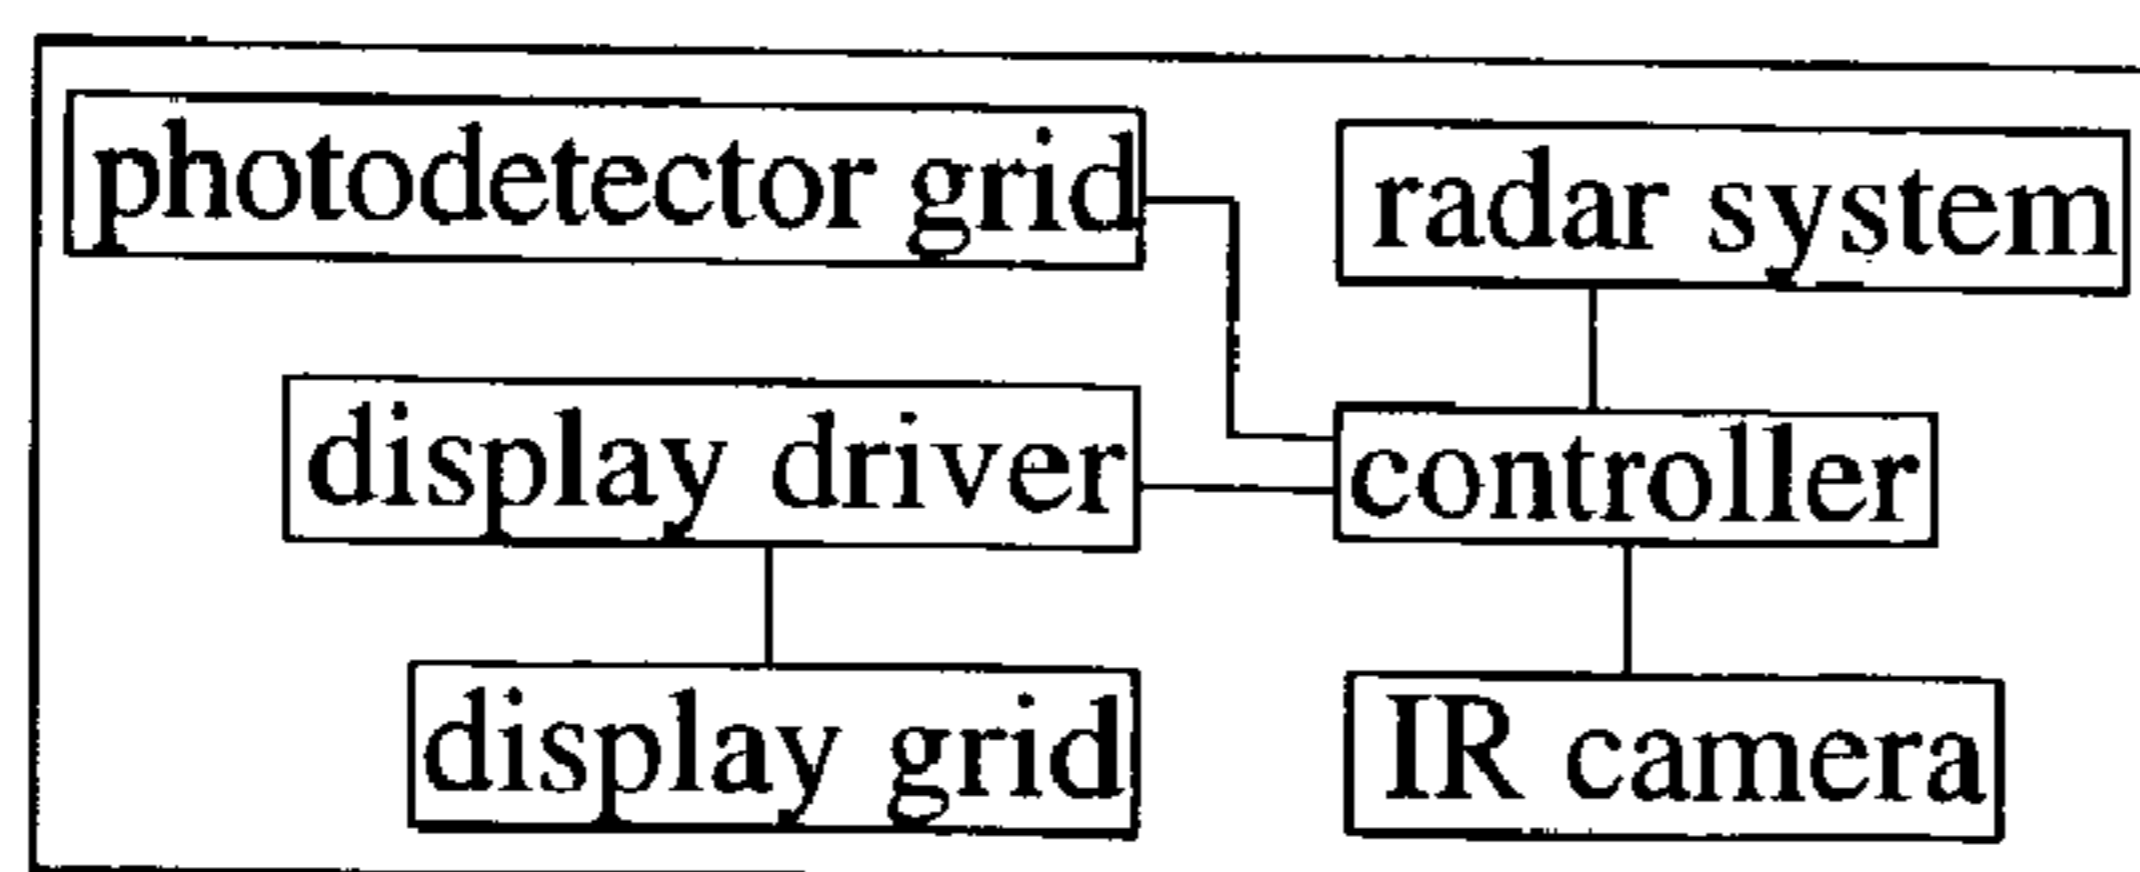 photodetector grid
radar system
display driver
controller
display grid
IR camera